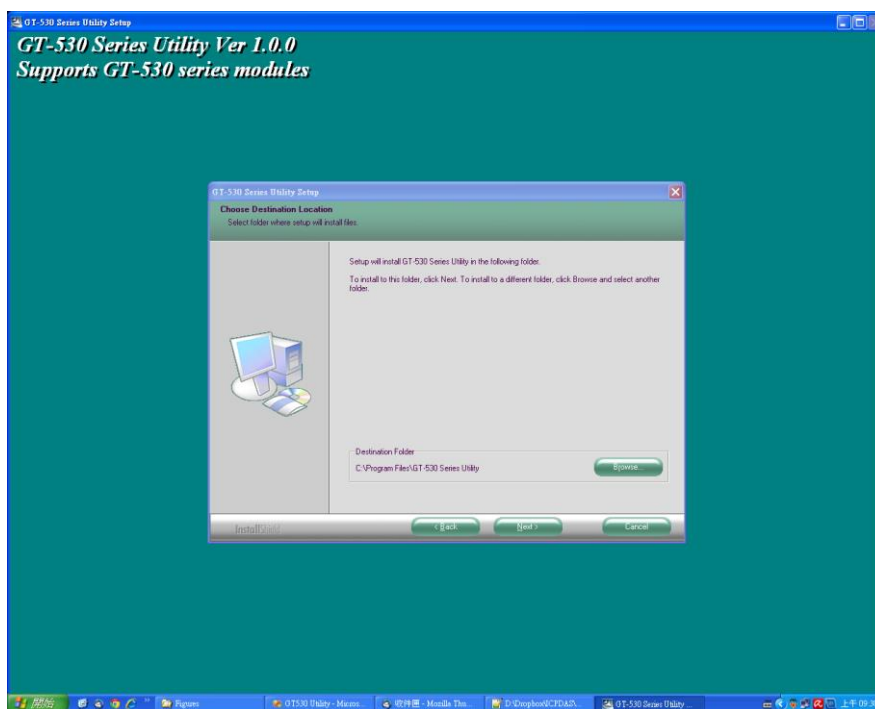 GT-530 Series Utility Setup
GT-530 Series Utility Ver 1.0.0
Supports GT-530 series modules
GT-530 Series Utility Setup
Choose Destination Location
Select folder where setup will install files.
Setup will install GT-530 Series Utility in the following folder.
To install to this folder, click Next. To install to a different folder, click Browse and select another
folder.
Destination Folder
C:\Program Files\GT-530 Series Utility
Browse...
InstallShield
< Back
Next >
Cancel
開始
Figures
GT530 Utility - Micros...
收件匣 - Mozilla Thu...
D:\Dropbox\ICPDAS\...
GT-530 Series Utility ...
上午 09:3